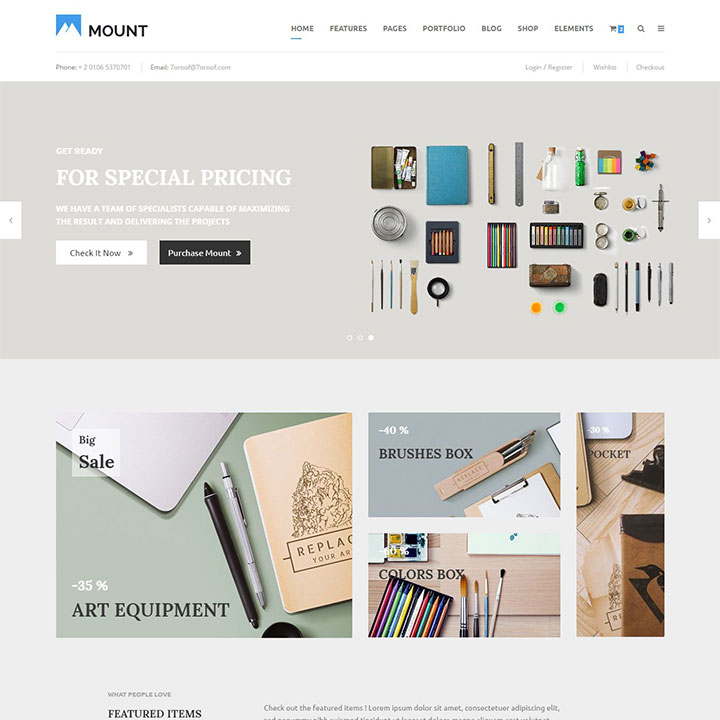 MOUNT
HOME FEATURES PAGES PORTFOLIO BLOG SHOP ELEMENTS
Phone: + 2 0106 5370701 Email: 7oroof@7oroof.com Login / Register Wishlist Checkout
GET READY
FOR SPECIAL PRICING
WE HAVE A TEAM OF SPECIALISTS CAPABLE OF MAXIMIZING
THE RESULT AND DELIVERING THE PROJECTS
Check It Now » Purchase Mount »
Big
Sale
REPLACE
YOUR AR
-35 %
ART EQUIPMENT
-40 %
BRUSHES BOX
REPLACE
COLORS BOX
-30 %
POCKET
WHAT PEOPLE LOVE
FEATURED ITEMS
Check out the featured items ! Lorem ipsum dolor sit amet, consectetuer adipiscing elit,